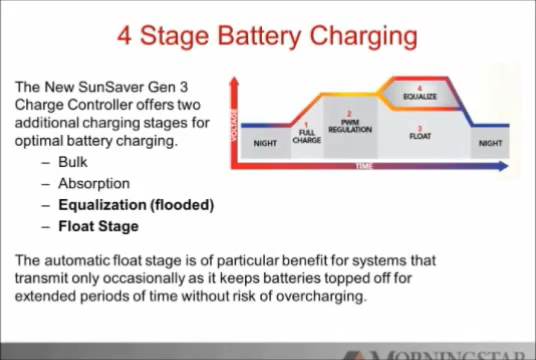 4 Stage Battery Charging
The New SunSaver Gen 3
Charge Controller offers two
additional charging stages for
optimal battery charging.
– Bulk
– Absorption
– Equalization (flooded)
– Float Stage
VOLTAGE
NIGHT
1
FULL
CHARGE
2
PWM
REGULATION
4
EQUALIZE
3
FLOAT
NIGHT
TIME
The automatic float stage is of particular benefit for systems that
transmit only occasionally as it keeps batteries topped off for
extended periods of time without risk of overcharging.
MORNINGSTAR